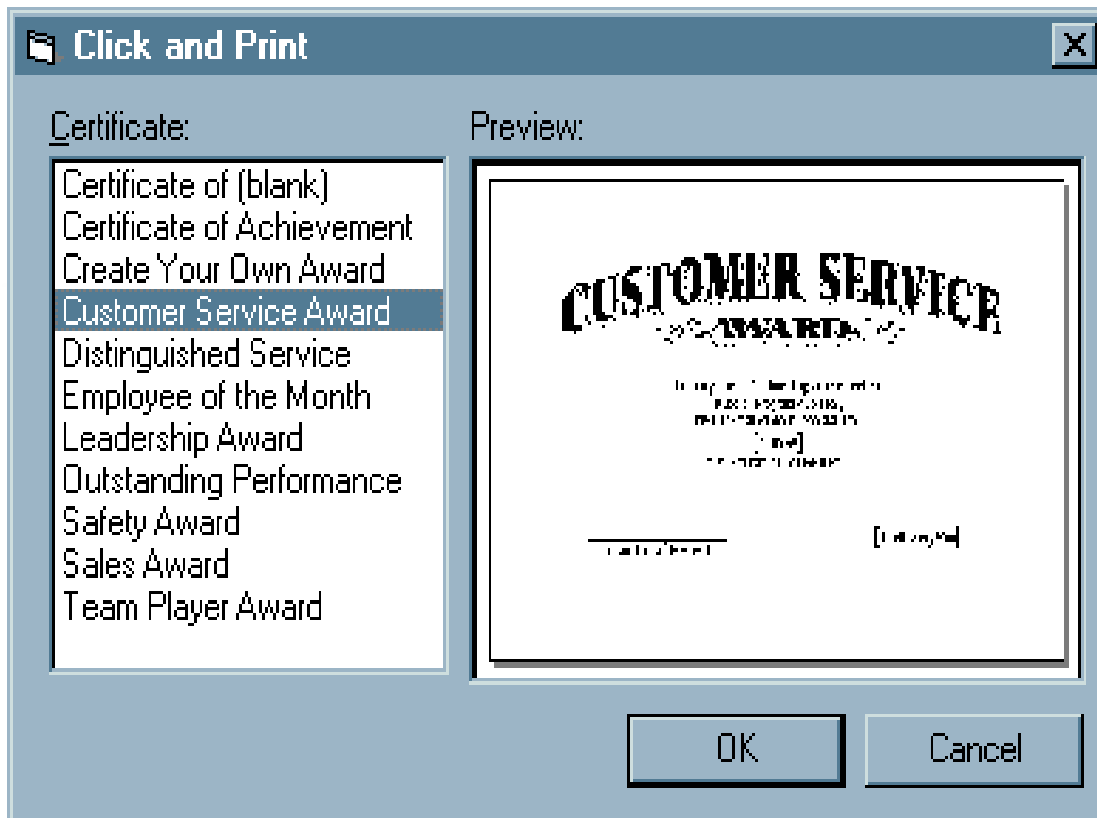 Click and Print
Certificate:
Certificate of (blank)
Certificate of Achievement
Create Your Own Award
Customer Service Award
Distinguished Service
Employee of the Month
Leadership Award
Outstanding Performance
Safety Award
Sales Award
Team Player Award
Preview:
CUSTOMER SERVICE
AWARD
OK
Cancel